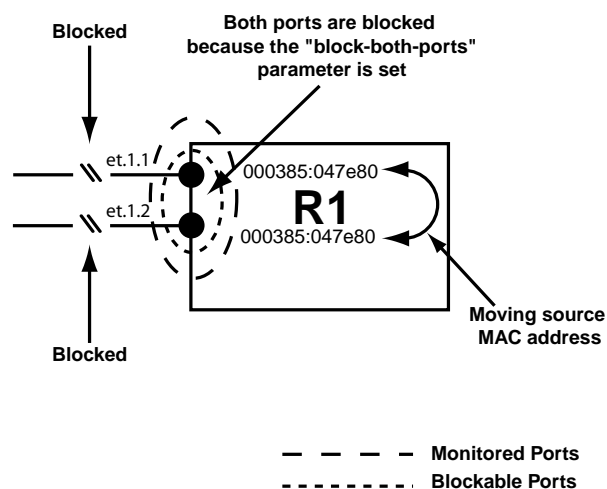 Both ports are blocked
because the "block-both-ports"
parameter is set
Blocked
et.1.1
000385:047e80
R1
et.1.2
000385:047e80
Moving source
MAC address
Blocked
Monitored Ports
Blockable Ports